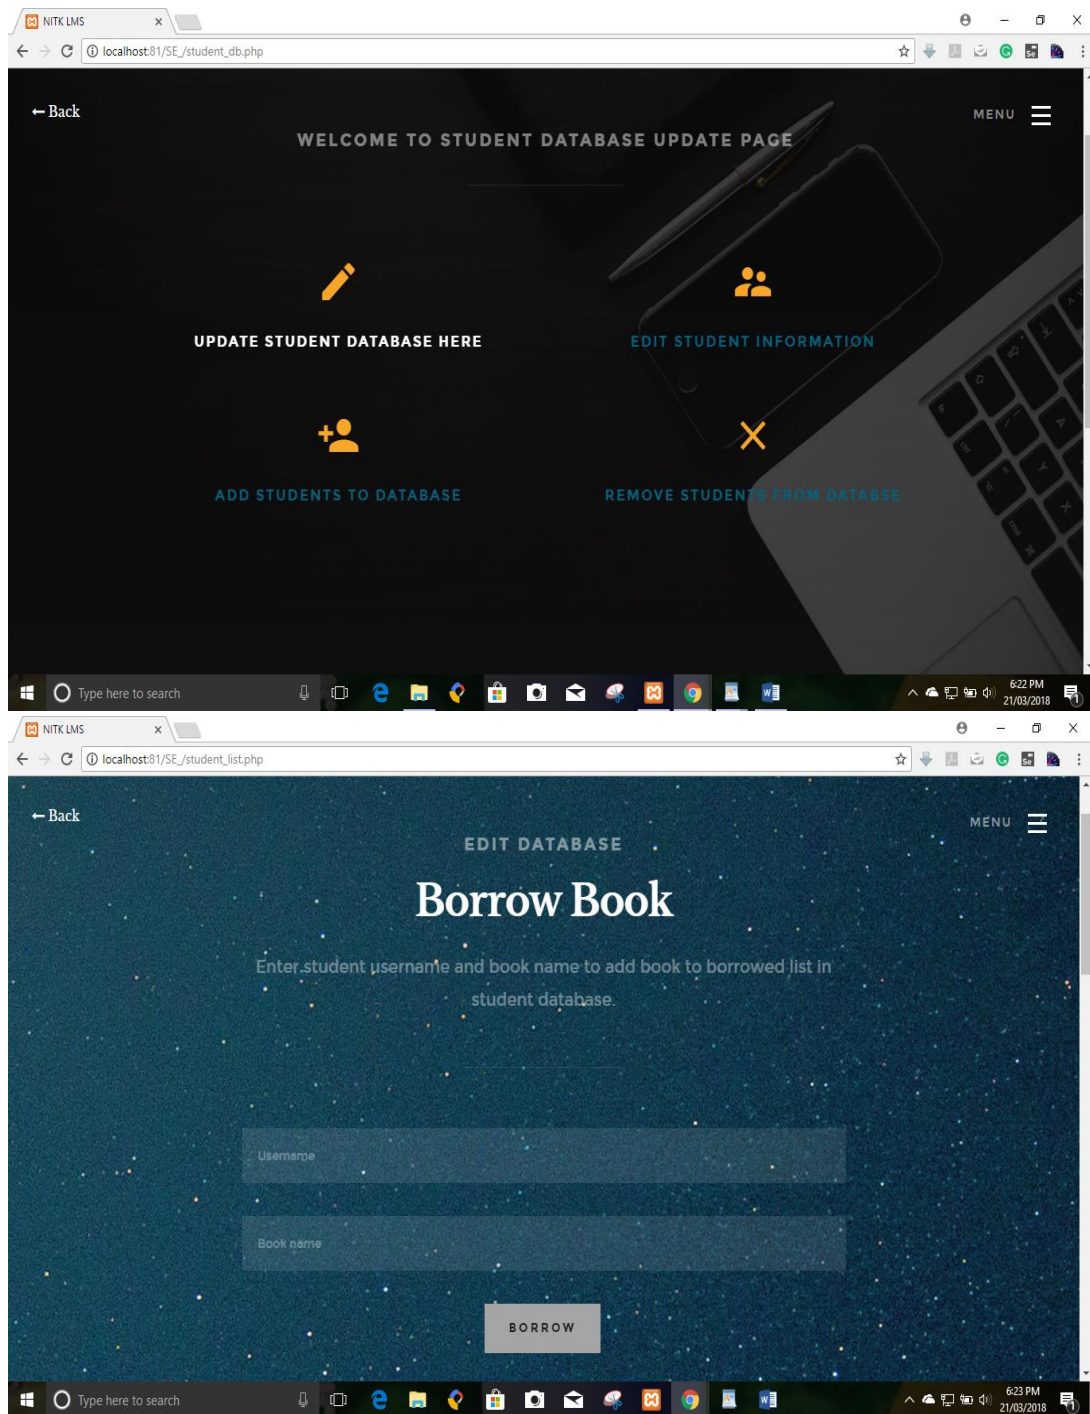 NITK LMS
localhost:81/SE_/student_db.php
Back
MENU
WELCOME TO STUDENT DATABASE UPDATE PAGE
UPDATE STUDENT DATABASE HERE
EDIT STUDENT INFORMATION
ADD STUDENTS TO DATABASE
REMOVE STUDENTS FROM DATABSE
Type here to search
6:22 PM
21/03/2018
NITK LMS
localhost:81/SE_/student_list.php
Back
MENU
EDIT DATABASE
Borrow Book
Enter student username and book name to add book to borrowed list in
student database.
Username
Book name
BORROW
Type here to search
6:23 PM
21/03/2018